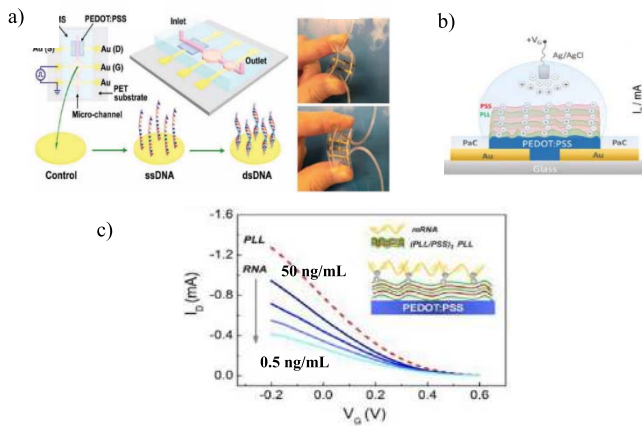 a)
IS
PEDOT:PSS
Au (S)
Au (D)
Au (G)
Au
PET
substrate
Micro-channel
Inlet
Outlet
Control
ssDNA
dsDNA
b)
+V_G
Ag/AgCl
PSS
PLL
PaC
PEDOT:PSS
PaC
Au
Au
Glass
/ mA
c)
-1.6
-1.2
-0.8
-0.4
0.0
I_D (mA)
PLL
RNA
50 ng/mL
0.5 ng/mL
mRNA
(PLL/PSS)₃ PLL
PEDOT:PSS
-0.2
0.0
0.2
0.4
0.6
V_G (V)